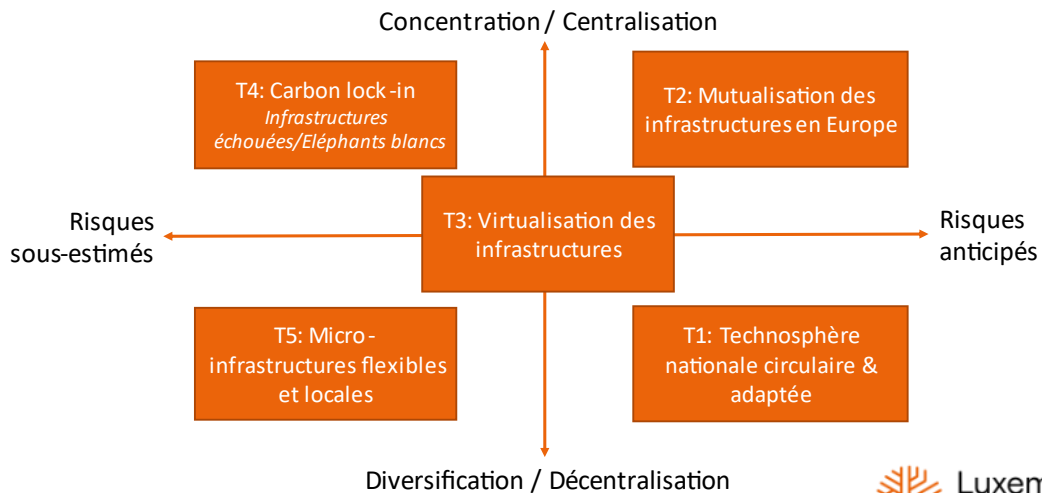 Concentration / Centralisation
T4: Carbon lock-in
Infrastructures
échouées/Eléphants blancs
T2: Mutualisation des
infrastructures en Europe
Risques
sous-estimés
T3: Virtualisation des
infrastructures
Risques
anticipés
T5: Micro-
infrastructures flexibles
et locales
T1: Technosphère
nationale circulaire &
adaptée
Diversification / Décentralisation
Luxem